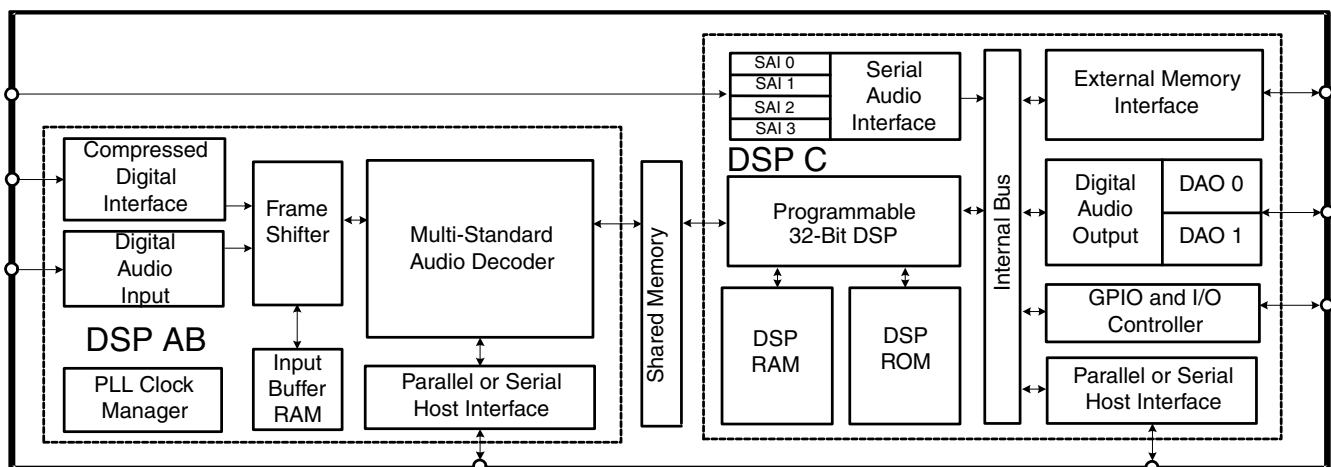 Compressed
Digital
Interface
Digital
Audio
Input
DSP AB
PLL Clock
Manager
Frame
Shifter
Input
Buffer
RAM
Multi-Standard
Audio Decoder
Parallel or Serial
Host Interface
Shared Memory
SAI 0
SAI 1
SAI 2
SAI 3
Serial
Audio
Interface
DSP C
Programmable
32-Bit DSP
DSP
RAM
DSP
ROM
Internal Bus
External Memory
Interface
Digital
Audio
Output
DAO 0
DAO 1
GPIO and I/O
Controller
Parallel or Serial
Host Interface